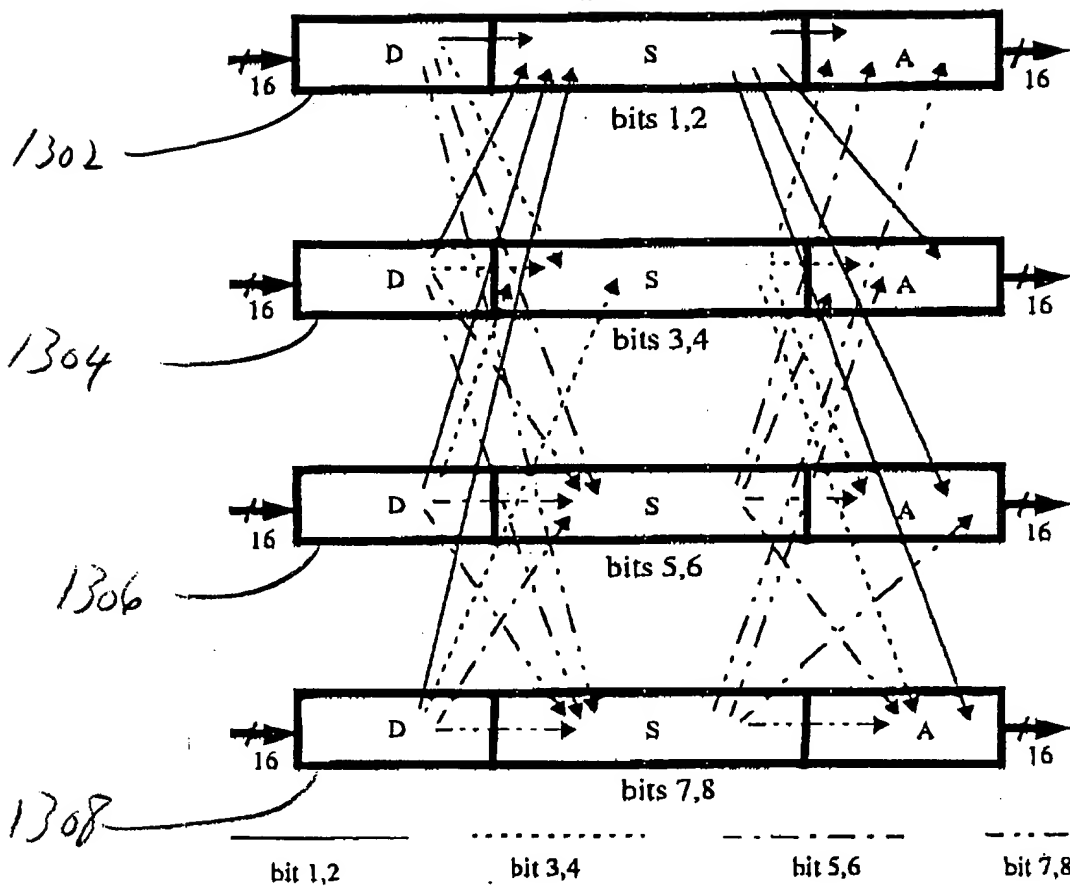 D S A
16 16
bits 1,2
1302
D S A
16 16
bits 3,4
1304
D S A
16 16
bits 5,6
1306
D S A
16 16
bits 7,8
1308
bit 1,2 bit 3,4 bit 5,6 bit 7,8